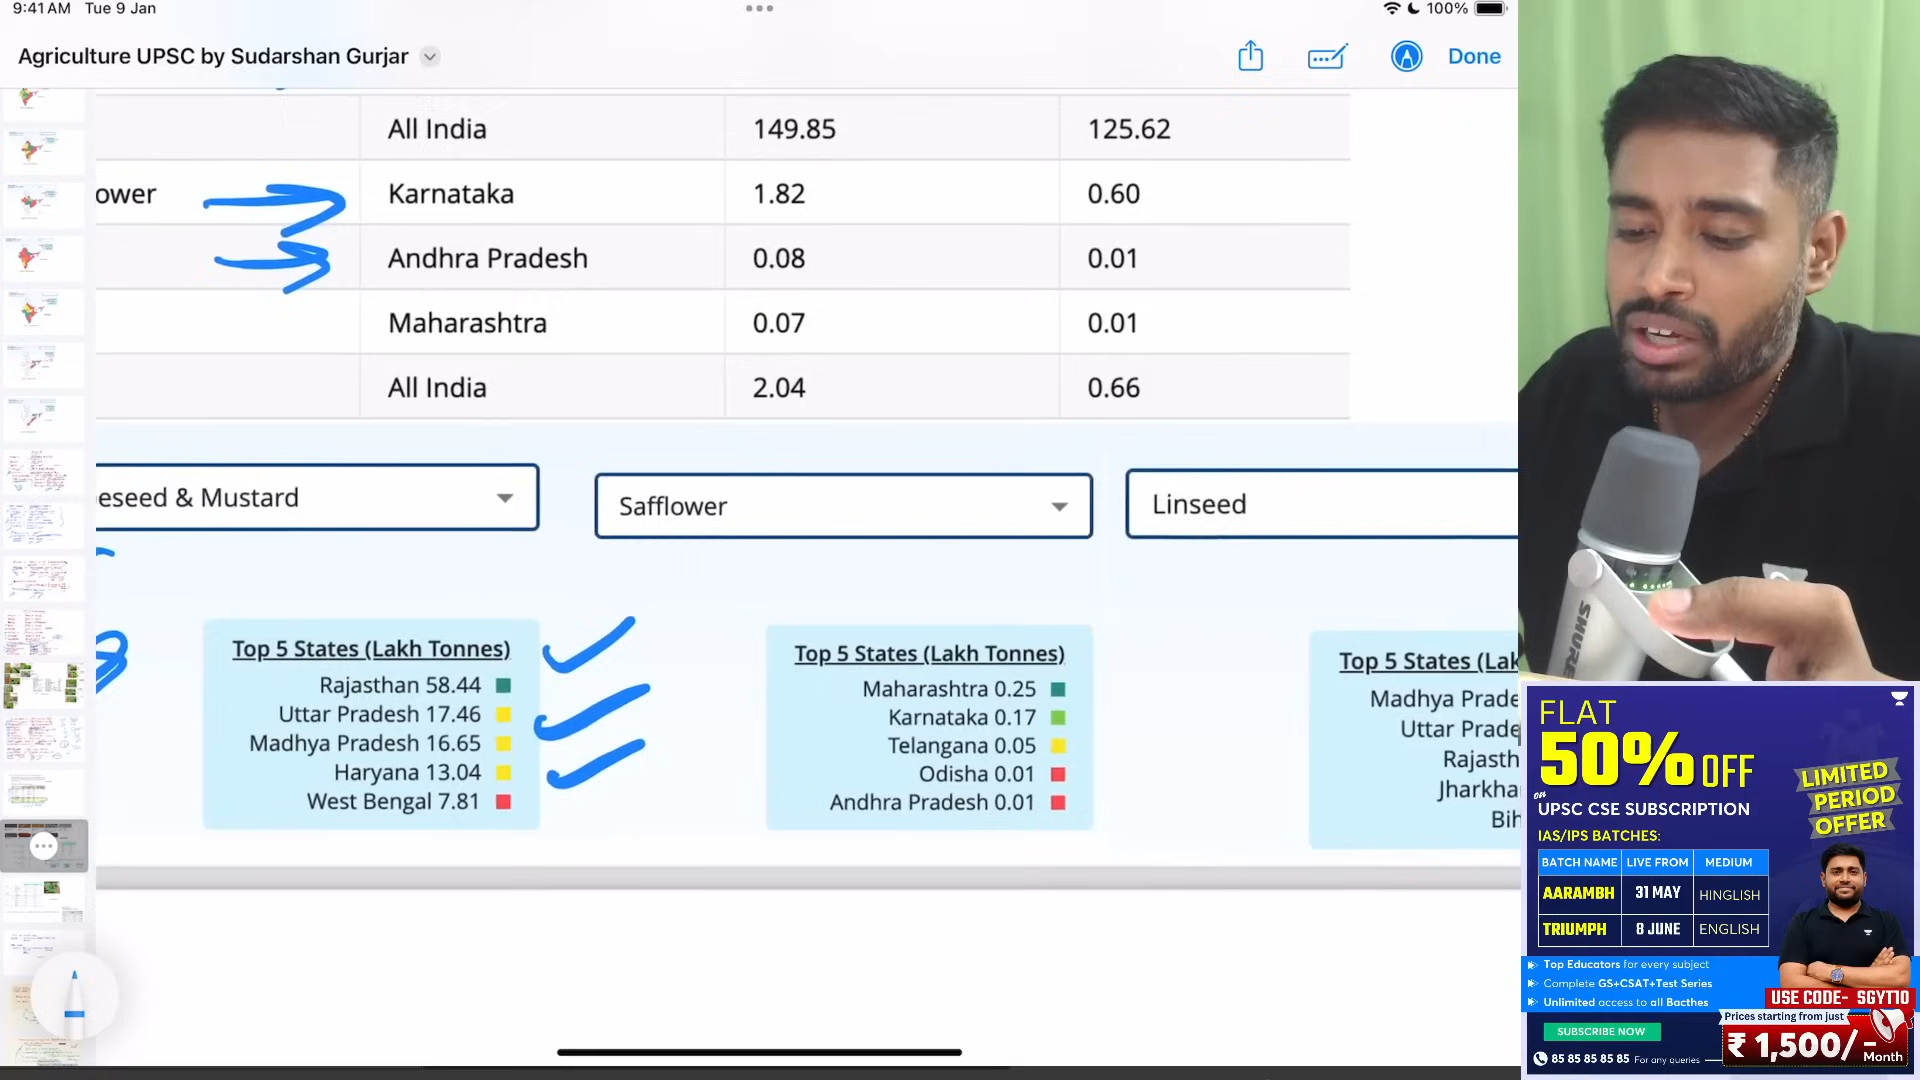 9:41 AM Tue 9 Jan
100%
Agriculture UPSC by Sudarshan Gurjar
Done
All India 149.85 125.62
ower Karnataka 1.82 0.60
Andhra Pradesh 0.08 0.01
Maharashtra 0.07 0.01
All India 2.04 0.66
eseed & Mustard
Safflower
Linseed
Top 5 States (Lakh Tonnes)
Rajasthan 58.44
Uttar Pradesh 17.46
Madhya Pradesh 16.65
Haryana 13.04
West Bengal 7.81
Top 5 States (Lakh Tonnes)
Maharashtra 0.25
Karnataka 0.17
Telangana 0.05
Odisha 0.01
Andhra Pradesh 0.01
Top 5 States (Lak
Madhya Prade
Uttar Prade
Rajasth
Jharkha
Bih
SHURE
FLAT
50% OFF
on UPSC CSE SUBSCRIPTION
LIMITED
PERIOD
OFFER
IAS/IPS BATCHES:
BATCH NAME LIVE FROM MEDIUM
AARAMBH 31 MAY HINGLISH
TRIUMPH 8 JUNE ENGLISH
Top Educators for every subject
Complete GS+CSAT+Test Series
Unlimited access to all Bacthes
USE CODE- SGYT10
SUBSCRIBE NOW
Prices starting from just
₹ 1,500/- Month
85 85 85 85 85 For any queries